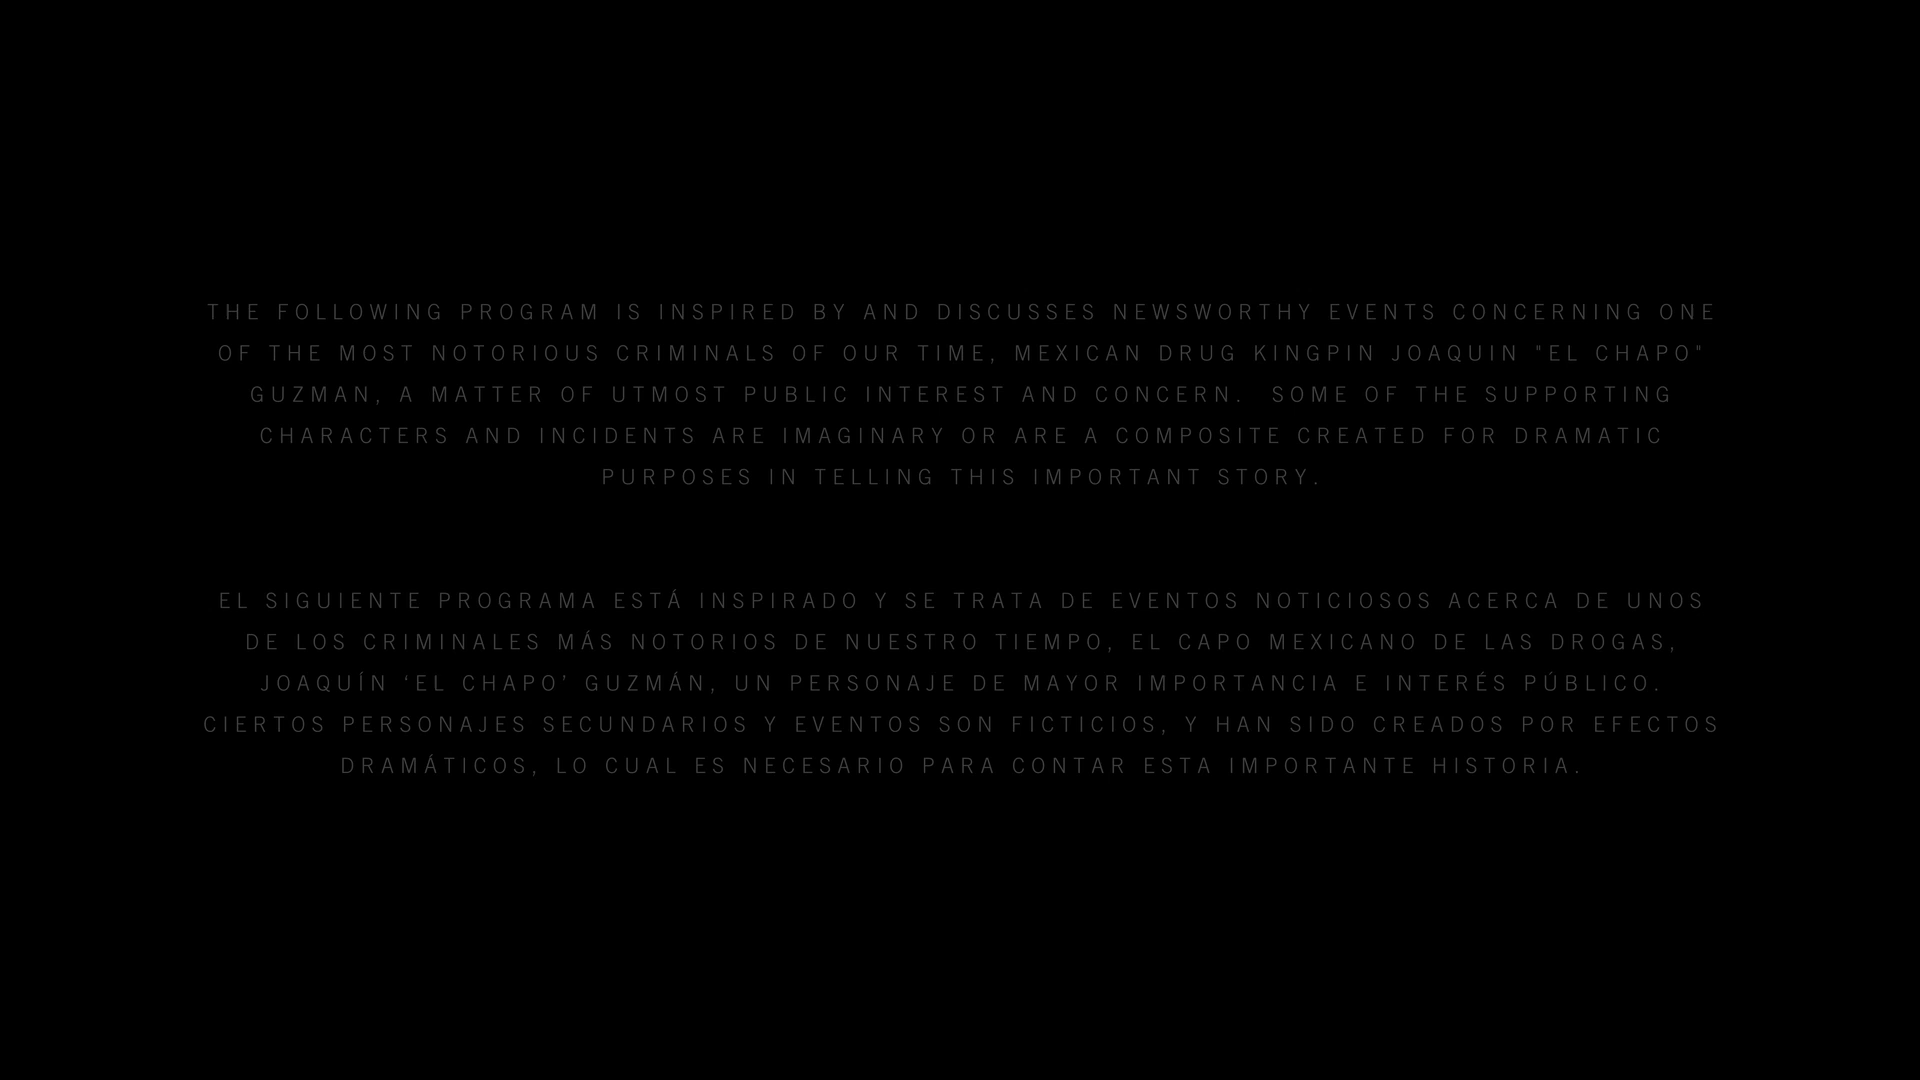 THE FOLLOWING PROGRAM IS INSPIRED BY AND DISCUSSES NEWSWORTHY EVENTS CONCERNING ONE
OF THE MOST NOTORIOUS CRIMINALS OF OUR TIME, MEXICAN DRUG KINGPIN JOAQUIN "EL CHAPO"
GUZMAN, A MATTER OF UTMOST PUBLIC INTEREST AND CONCERN.  SOME OF THE SUPPORTING
CHARACTERS AND INCIDENTS ARE IMAGINARY OR ARE A COMPOSITE CREATED FOR DRAMATIC
PURPOSES IN TELLING THIS IMPORTANT STORY.
EL SIGUIENTE PROGRAMA ESTÁ INSPIRADO Y SE TRATA DE EVENTOS NOTICIOSOS ACERCA DE UNOS
DE LOS CRIMINALES MÁS NOTORIOS DE NUESTRO TIEMPO, EL CAPO MEXICANO DE LAS DROGAS,
JOAQUÍN ‘EL CHAPO’ GUZMÁN, UN PERSONAJE DE MAYOR IMPORTANCIA E INTERÉS PÚBLICO.
CIERTOS PERSONAJES SECUNDARIOS Y EVENTOS SON FICTICIOS, Y HAN SIDO CREADOS POR EFECTOS
DRAMÁTICOS, LO CUAL ES NECESARIO PARA CONTAR ESTA IMPORTANTE HISTORIA.